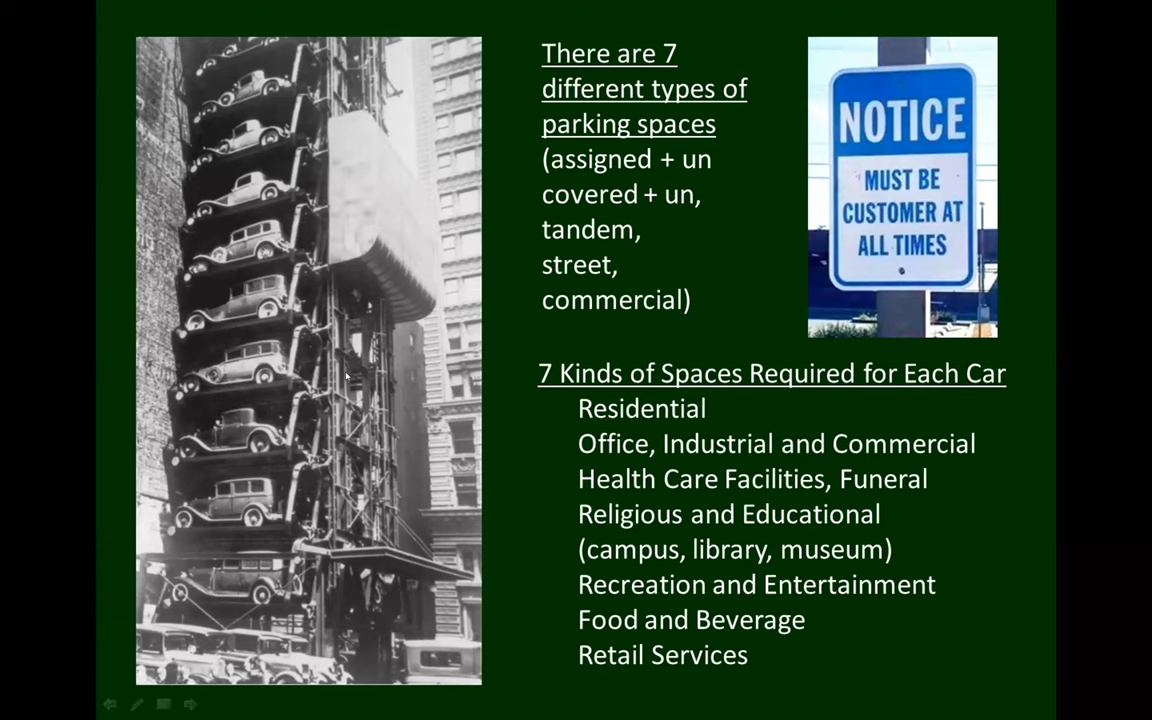 There are 7
different types of
parking spaces
(assigned + un
covered + un,
tandem,
street,
commercial)
NOTICE
MUST BE
CUSTOMER AT
ALL TIMES
7 Kinds of Spaces Required for Each Car
Residential
Office, Industrial and Commercial
Health Care Facilities, Funeral
Religious and Educational
(campus, library, museum)
Recreation and Entertainment
Food and Beverage
Retail Services